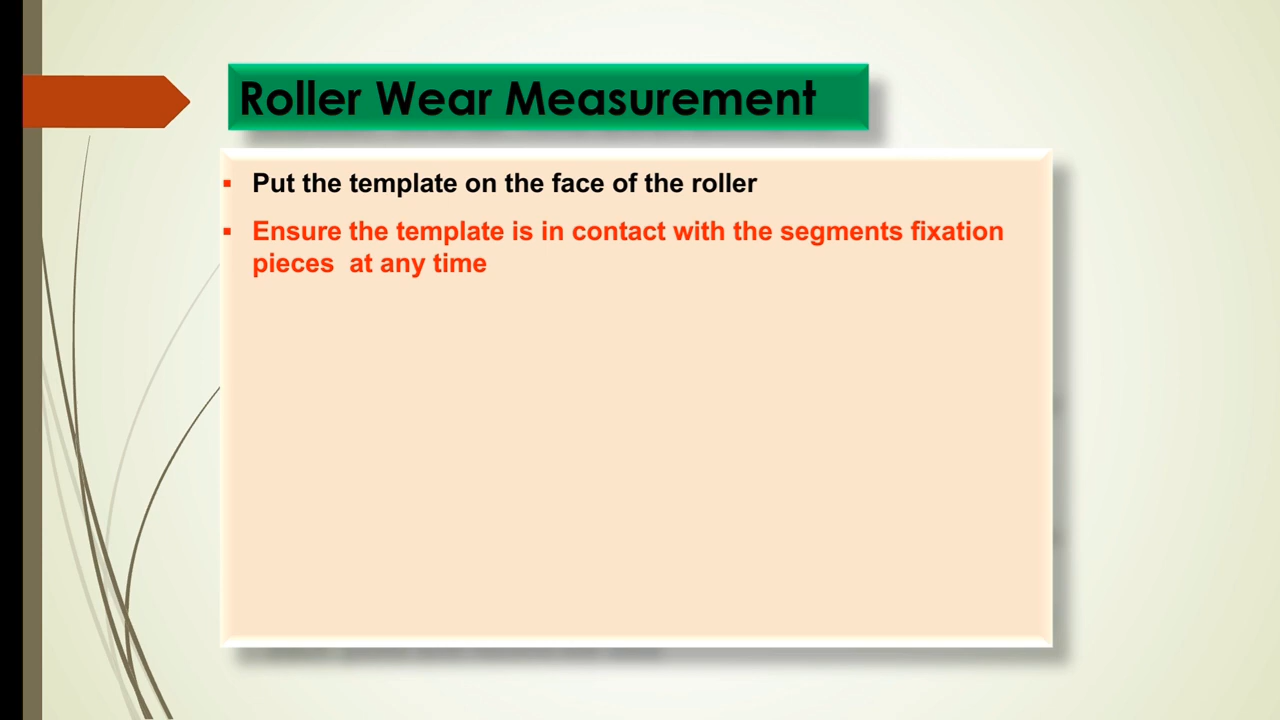 Roller Wear Measurement
Put the template on the face of the roller
Ensure the template is in contact with the segments fixation
pieces at any time